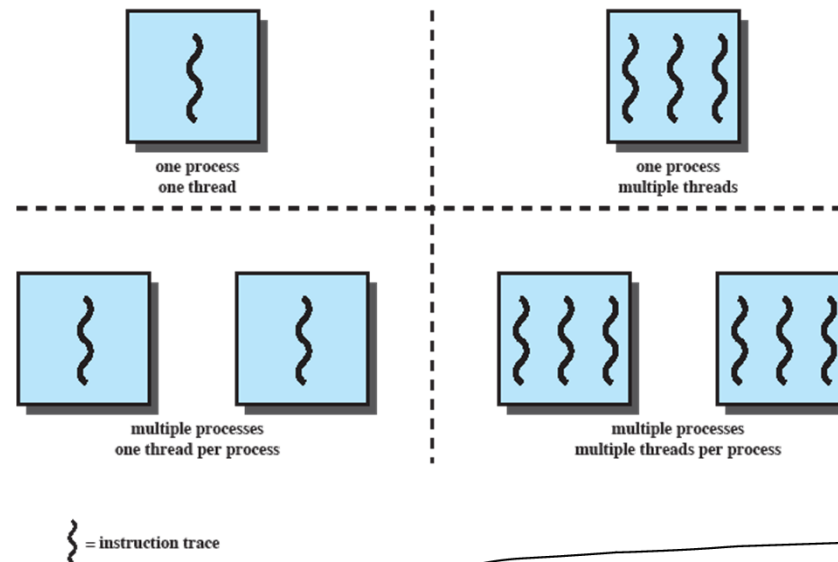 one process
one thread
one process
multiple threads
multiple processes
one thread per process
multiple processes
multiple threads per process
= instruction trace